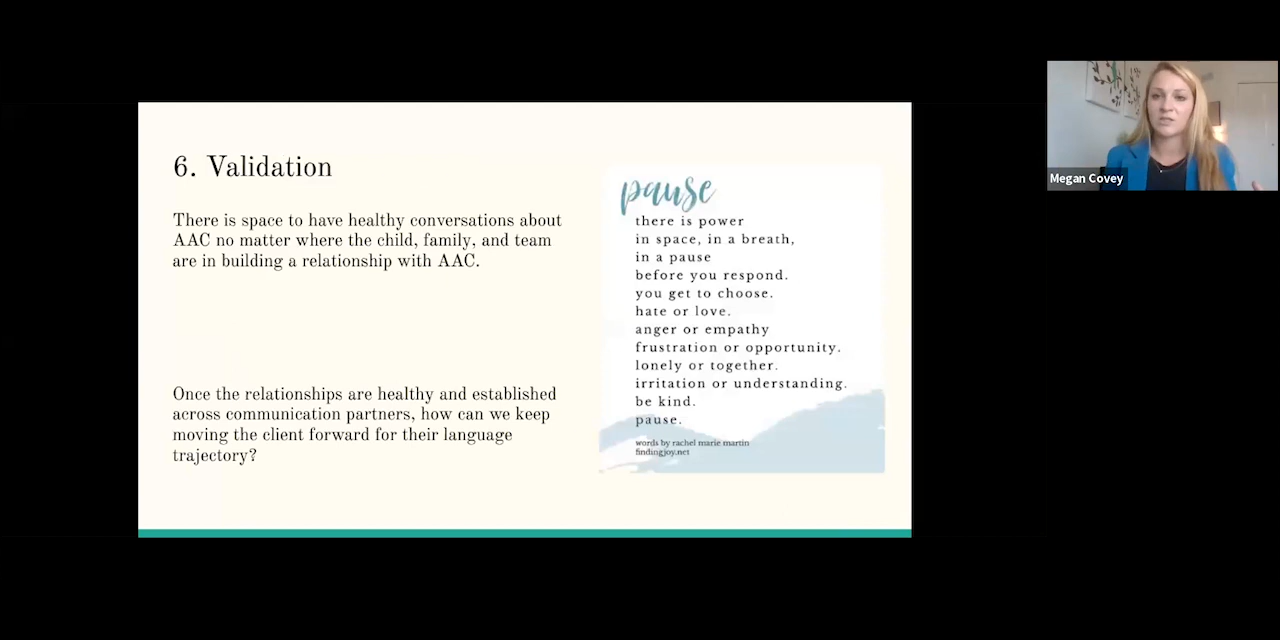 6. Validation
There is space to have healthy conversations about
AAC no matter where the child, family, and team
are in building a relationship with AAC.
Once the relationships are healthy and established
across communication partners, how can we keep
moving the client forward for their language
trajectory?
pause
there is power
in space, in a breath,
in a pause
before you respond.
you get to choose.
hate or love.
anger or empathy
frustration or opportunity.
lonely or together.
irritation or understanding.
be kind.
pause.
words by rachel marie martin
findingjoy.net
Megan Covey